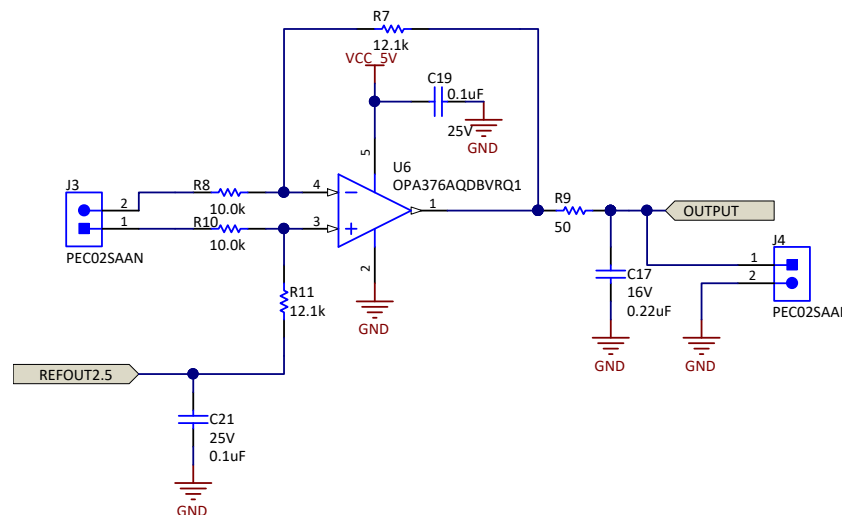 R7
12.1k
VCC_5V
C19
0.1uF
25V
GND
5
U6
OPA376AQDBVRQ1
J3
2
1
PEC02SAAN
R8
10.0k
R10
10.0k
4
3
1
2
GND
R9
50
OUTPUT
J4
1
2
PEC02SAAN
C17
16V
0.22uF
GND
GND
R11
12.1k
REFOUT2.5
C21
25V
0.1uF
GND